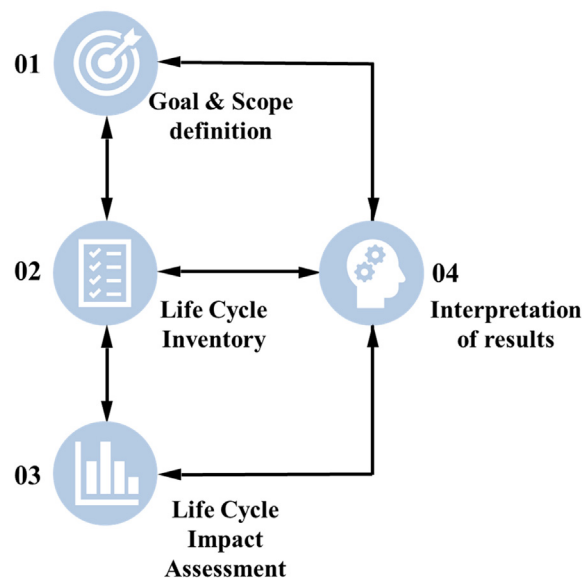 01
Goal & Scope
definition
02
Life Cycle
Inventory
04
Interpretation
of results
03
Life Cycle
Impact
Assessment